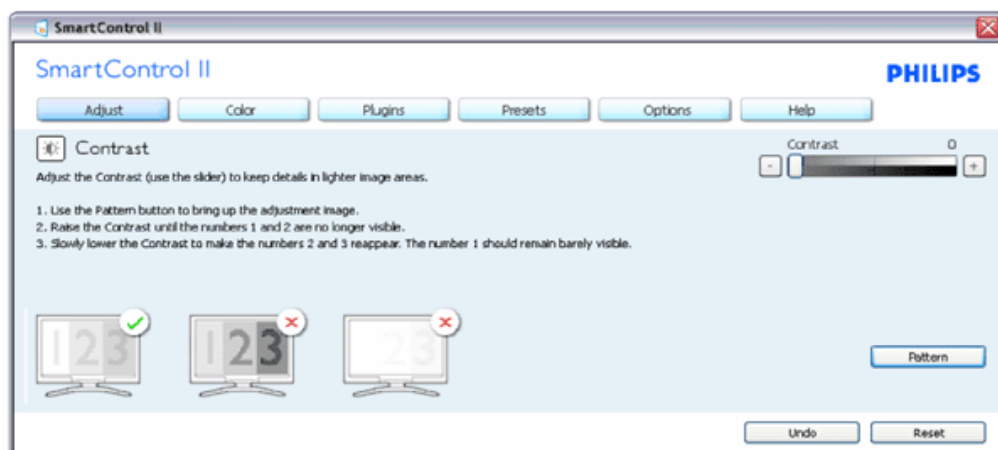 SmartControl II
SmartControl II
PHILIPS
Adjust Color Plugins Presets Options Help
Contrast
Contrast 0
- +
Adjust the Contrast (use the slider) to keep details in lighter image areas.
1. Use the Pattern button to bring up the adjustment image.
2. Raise the Contrast until the numbers 1 and 2 are no longer visible.
3. Slowly lower the Contrast to make the numbers 2 and 3 reappear. The number 1 should remain barely visible.
123 123 23
Pattern
Undo Reset